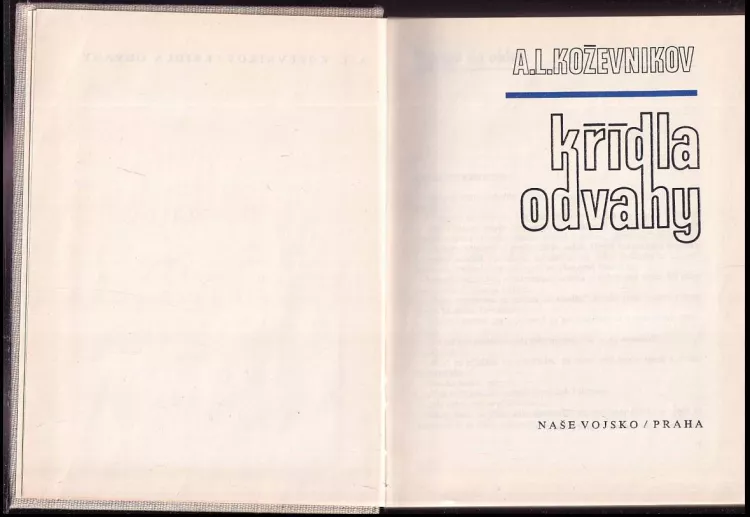 A.L.KOŽEVNIKOV
křídla
odvahy
NAŠE VOJSKO / PRAHA